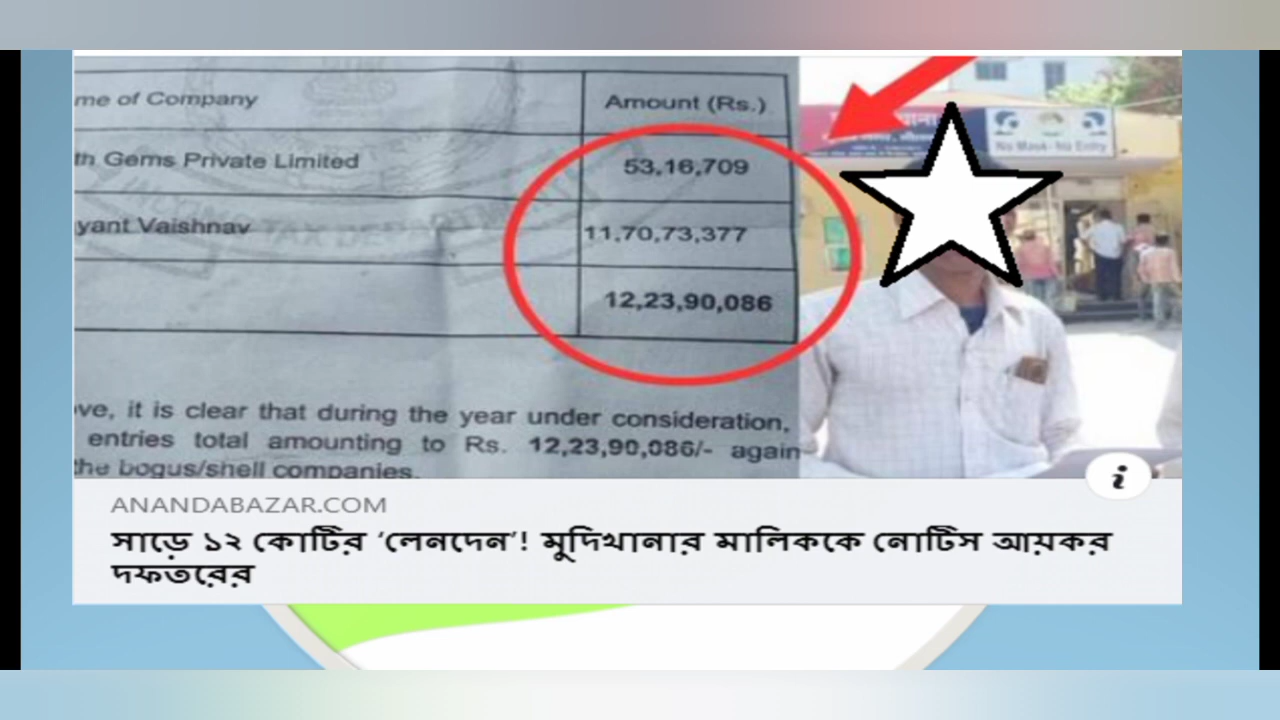 me of Company
Amount (Rs.)
th Gems Private Limited
53,16,709
yant Vaishnav
11,70,73,377
12,23,90,086
ve, it is clear that during the year under consideration,
entries total amounting to Rs. 12,23,90,086/- again
the bogus/shell companies.
No Mask- No Entry
i
ANANDABAZAR.COM
সাড়ে ১২ কোটির ‘লেনদেন’! মুদিখানার মালিককে নোটিস আয়কর
দফতরের